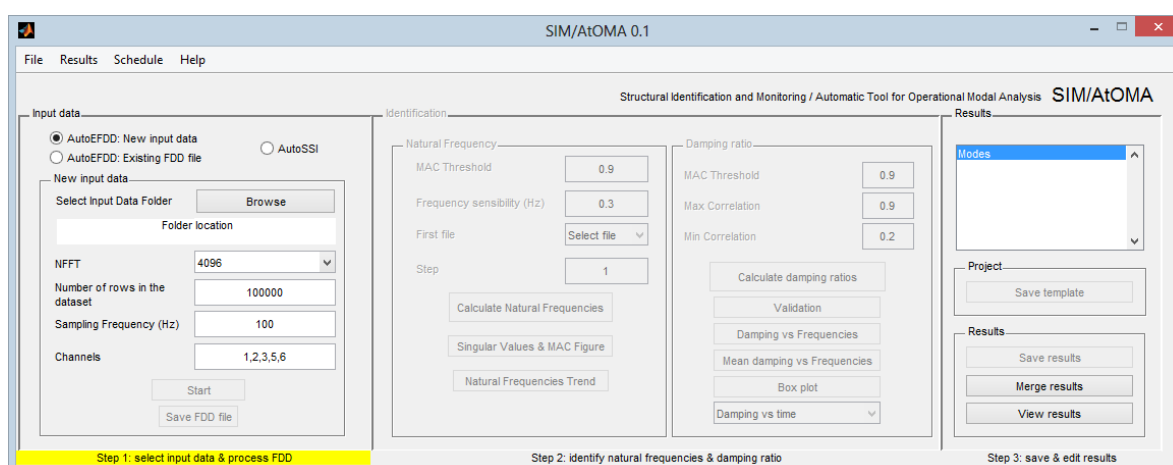 SIM/AtOMA 0.1
File Results Schedule Help
Structural Identification and Monitoring / Automatic Tool for Operational Modal Analysis SIM/AtOMA
Input data
AutoEFDD: New input data
AutoEFDD: Existing FDD file
AutoSSI
New input data
Select Input Data Folder Browse
Folder location
NFFT 4096
Number of rows in the
dataset
100000
Sampling Frequency (Hz) 100
Channels 1,2,3,5,6
Start
Save FDD file
Step 1: select input data & process FDD
Identification
Natural Frequency
MAC Threshold 0.9
Frequency sensibility (Hz) 0.3
First file Select file
Step 1
Calculate Natural Frequencies
Singular Values & MAC Figure
Natural Frequencies Trend
Damping ratio
MAC Threshold 0.9
Max Correlation 0.9
Min Correlation 0.2
Calculate damping ratios
Validation
Damping vs Frequencies
Mean damping vs Frequencies
Box plot
Damping vs time
Step 2: identify natural frequencies & damping ratio
Results
Modes
Project
Save template
Results
Save results
Merge results
View results
Step 3: save & edit results